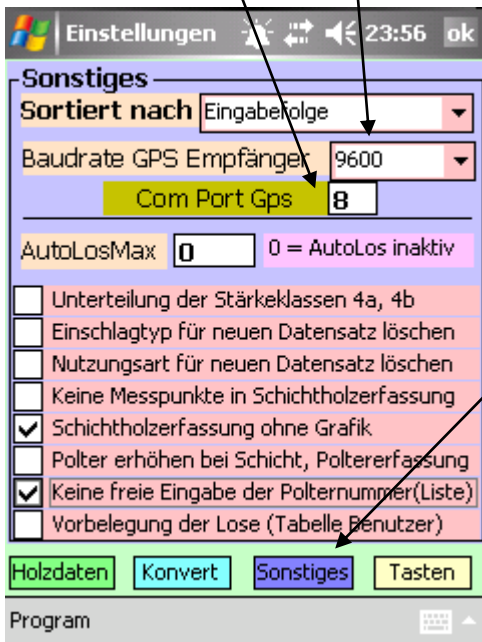 Einstellungen 23:56 ok
Sonstiges
Sortiert nach Eingabefolge
Baudrate GPS Empfänger 9600
Com Port Gps 8
AutoLosMax 0 0 = AutoLos inaktiv
Unterteilung der Stärkeklassen 4a, 4b
Einschlagtyp für neuen Datensatz löschen
Nutzungsart für neuen Datensatz löschen
Keine Messpunkte in Schichtholzerfassung
Schichtholzerfassung ohne Grafik
Polter erhöhen bei Schicht, Poltererfassung
Keine freie Eingabe der Polternummer(Liste)
Vorbelegung der Lose (Tabelle Benutzer)
Holzdaten Konvert Sonstiges Tasten
Program